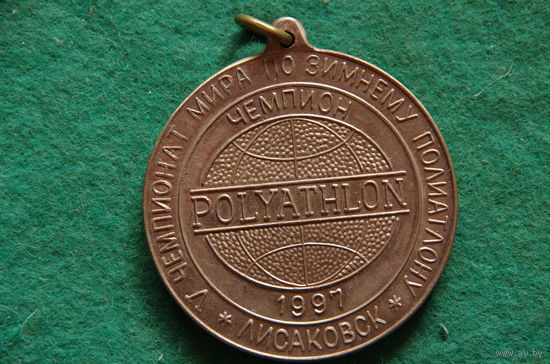 V ЧЕМПИОНАТ МИРА ПО ЗИМНЕМУ ПОЛИАТЛОНУ
* ЛИСАКОВСК *
ЧЕМПИОН
POLYATHLON
1997
www.ay.by